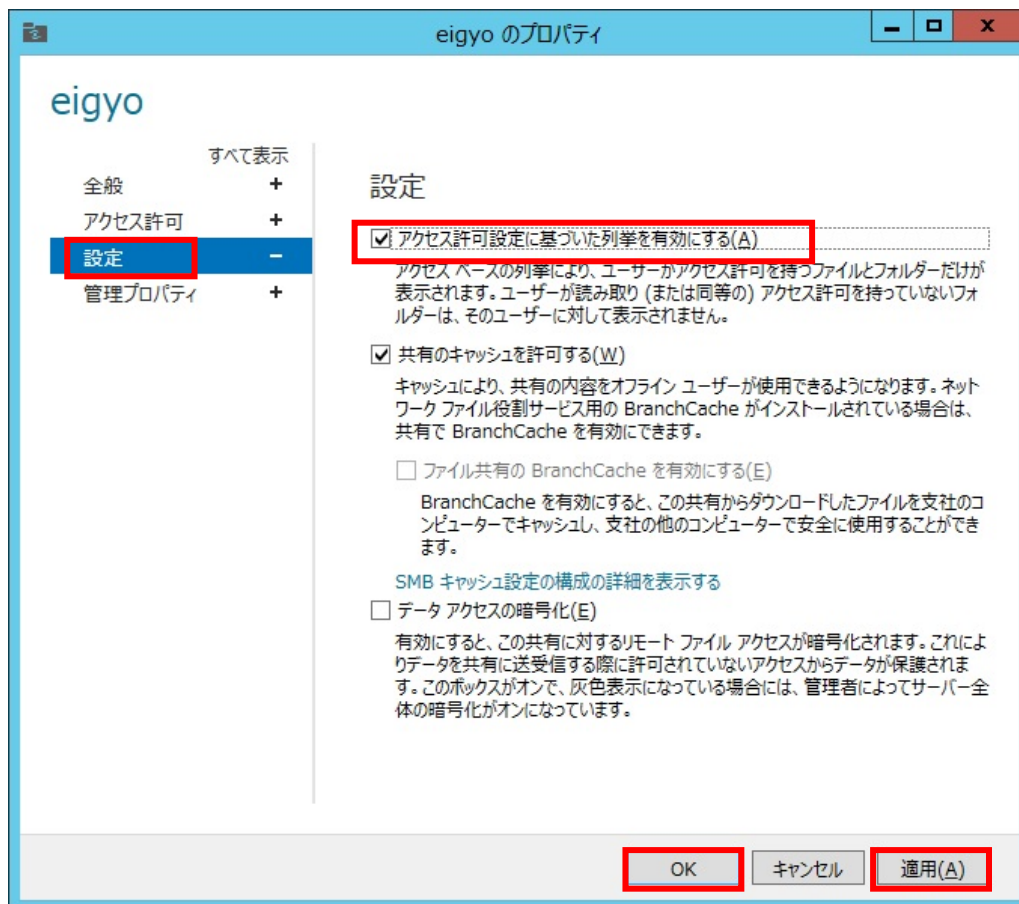 eigyo のプロパティ
eigyo
すべて表示
全般
アクセス許可
設定
管理プロパティ
設定
アクセス許可設定に基づいた列挙を有効にする(A)
アクセス ベースの列挙により、ユーザーがアクセス許可を持つファイルとフォルダーだけが
表示されます。ユーザーが読み取り (または同等の) アクセス許可を持っていないフォ
ルダーは、そのユーザーに対して表示されません。
共有のキャッシュを許可する(W)
キャッシュにより、共有の内容をオフライン ユーザーが使用できるようになります。ネット
ワーク ファイル役割サービス用の BranchCache がインストールされている場合は、
共有で BranchCache を有効にできます。
ファイル共有の BranchCache を有効にする(E)
BranchCache を有効にすると、この共有からダウンロードしたファイルを支社のコ
ンピューターでキャッシュし、支社の他のコンピューターで安全に使用することができ
ます。
SMB キャッシュ設定の構成の詳細を表示する
データ アクセスの暗号化(E)
有効にすると、この共有に対するリモート ファイル アクセスが暗号化されます。これによ
りデータを共有に送受信する際に許可されていないアクセスからデータが保護されま
す。このボックスがオンで、灰色表示になっている場合には、管理者によってサーバー全
体の暗号化がオンになっています。
OK
キャンセル
適用(A)